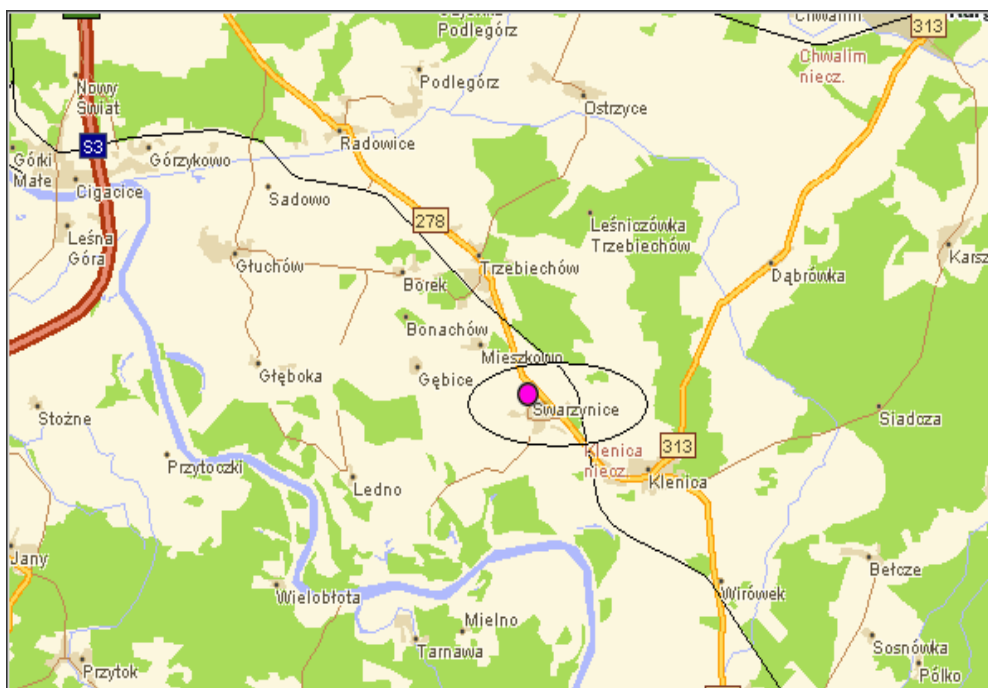 Podlegórz
Chwalim
313
Chwalim
niecz.
Nowy
Świat
Podlegórz
Ostrzyce
S3
Górki
Małe
Górzykowo
Radowice
Cigacice
Sadowo
278
Leśniczówka
Trzebiechów
Leśna
Góra
Głuchów
Trzebiechów
Karsz
Borek
Dąbrówka
Bonachów
Mieszkowo
Głęboka
Gębice
Swarzynice
Stożne
Siadcza
313
Klenica
niecz.
Przytoczki
Ledno
Klenica
Jany
Bełcze
Wielobłota
Wirówek
Mielno
Tarnawa
Sosnówka
Przytok
Pólko